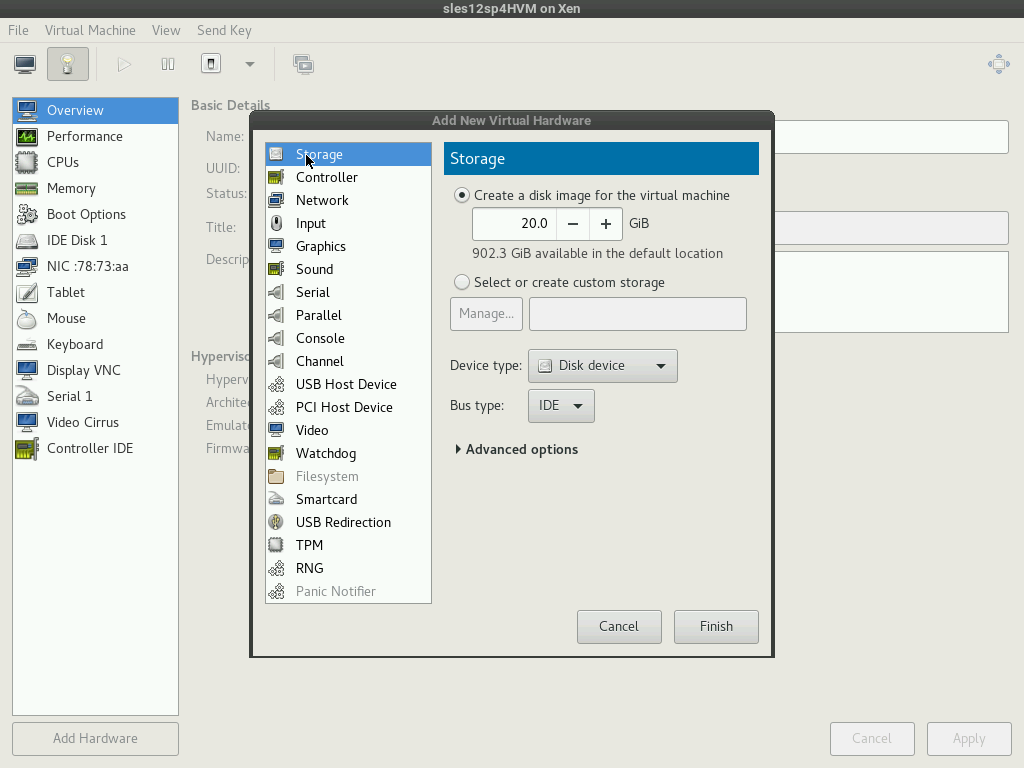 sles12sp4HVM on Xen
File Virtual Machine View Send Key
Overview
Performance
CPUs
Memory
Boot Options
IDE Disk 1
NIC :78:73:aa
Tablet
Mouse
Keyboard
Display VNC
Serial 1
Video Cirrus
Controller IDE
Add Hardware
Basic Details
Name:
UUID:
Status:
Title:
Descrip
Hyperviso
Hyperv
Archite
Emulat
Firmwa
Add New Virtual Hardware
Storage
Controller
Network
Input
Graphics
Sound
Serial
Parallel
Console
Channel
USB Host Device
PCI Host Device
Video
Watchdog
Filesystem
Smartcard
USB Redirection
TPM
RNG
Panic Notifier
Storage
Create a disk image for the virtual machine
20.0 − + GiB
902.3 GiB available in the default location
Select or create custom storage
Manage...
Device type: Disk device
Bus type: IDE
Advanced options
Cancel Finish
Cancel Apply